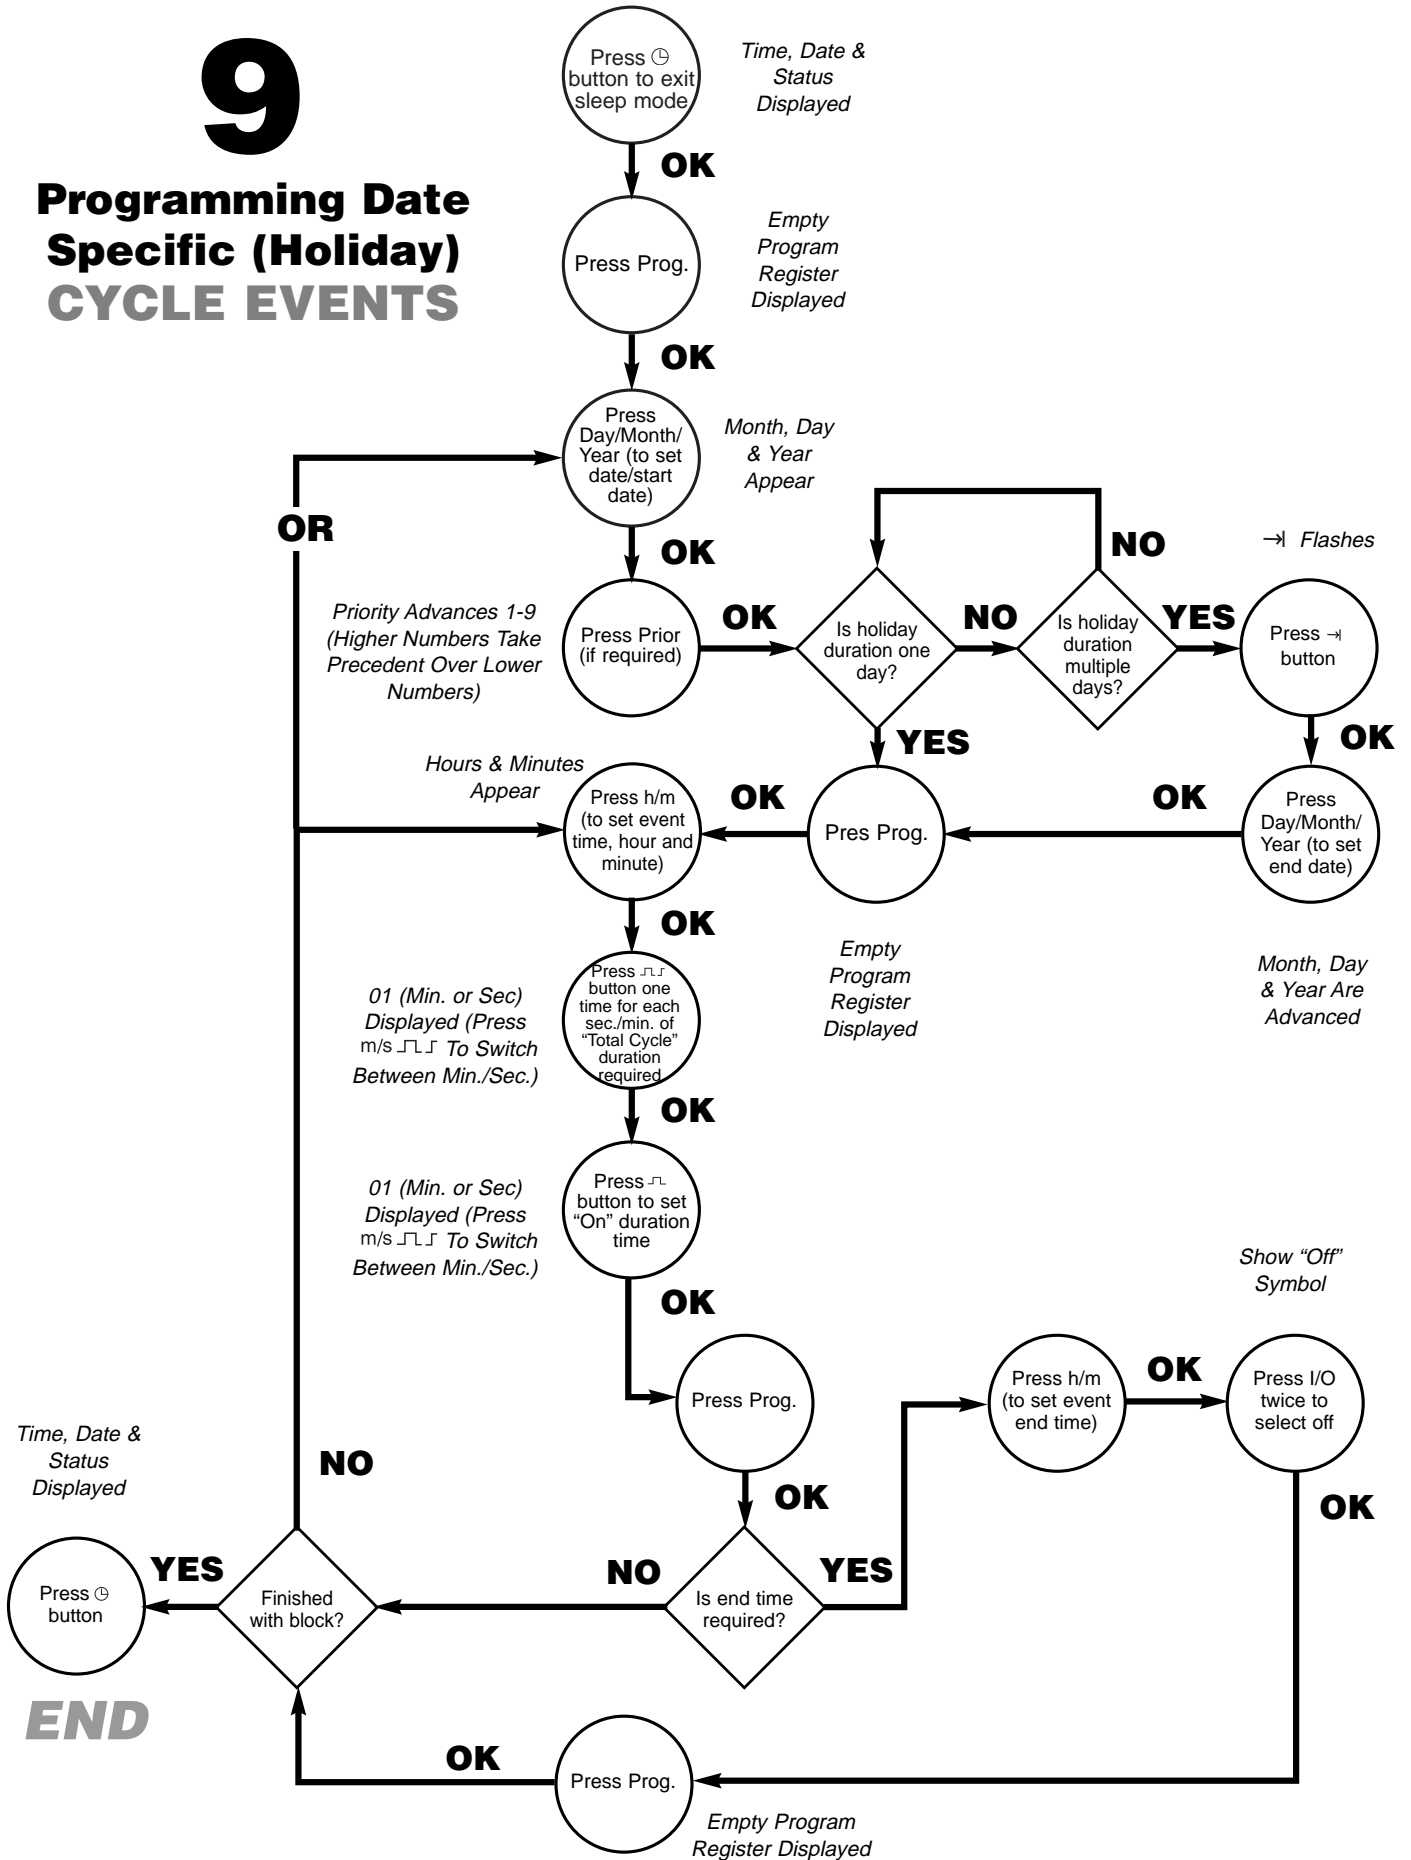 9
Programming Date
Specific (Holiday)
CYCLE EVENTS
Press
button to exit
sleep mode
Time, Date &
Status
Displayed
OK
Press Prog.
Empty
Program
Register
Displayed
OK
Press
Day/Month/
Year (to set
date/start
date)
Month, Day
& Year
Appear
OR
OK
Priority Advances 1-9
(Higher Numbers Take
Precedent Over Lower
Numbers)
Press Prior
(if required)
OK
Is holiday
duration one
day?
NO
Is holiday
duration
multiple
days?
NO
YES
→| Flashes
Press →|
button
OK
YES
Hours & Minutes
Appear
Press h/m
(to set event
time, hour and
minute)
OK
Pres Prog.
OK
Press
Day/Month/
Year (to set
end date)
OK
Empty
Program
Register
Displayed
Month, Day
& Year Are
Advanced
01 (Min. or Sec)
Displayed (Press
m/s To Switch
Between Min./Sec.)
Press
button one
time for each
sec./min. of
“Total Cycle”
duration
required
OK
01 (Min. or Sec)
Displayed (Press
m/s To Switch
Between Min./Sec.)
Press
button to set
“On” duration
time
OK
Show “Off”
Symbol
Press Prog.
Press h/m
(to set event
end time)
OK
Press I/O
twice to
select off
OK
Time, Date &
Status
Displayed
NO
OK
Press
button
YES
Finished
with block?
NO
Is end time
required?
YES
END
OK
Press Prog.
Empty Program
Register Displayed